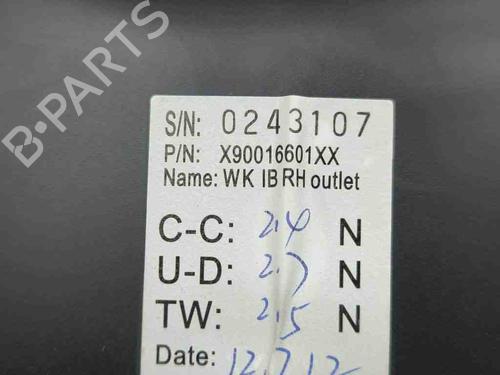 B-PARTS
S/N: 0243107
P/N: X90016601XX
Name: WK IB RH outlet
C-C: 2.4 N
U-D: 2.7 N
TW: 2.5 N
Date: 12.7.12